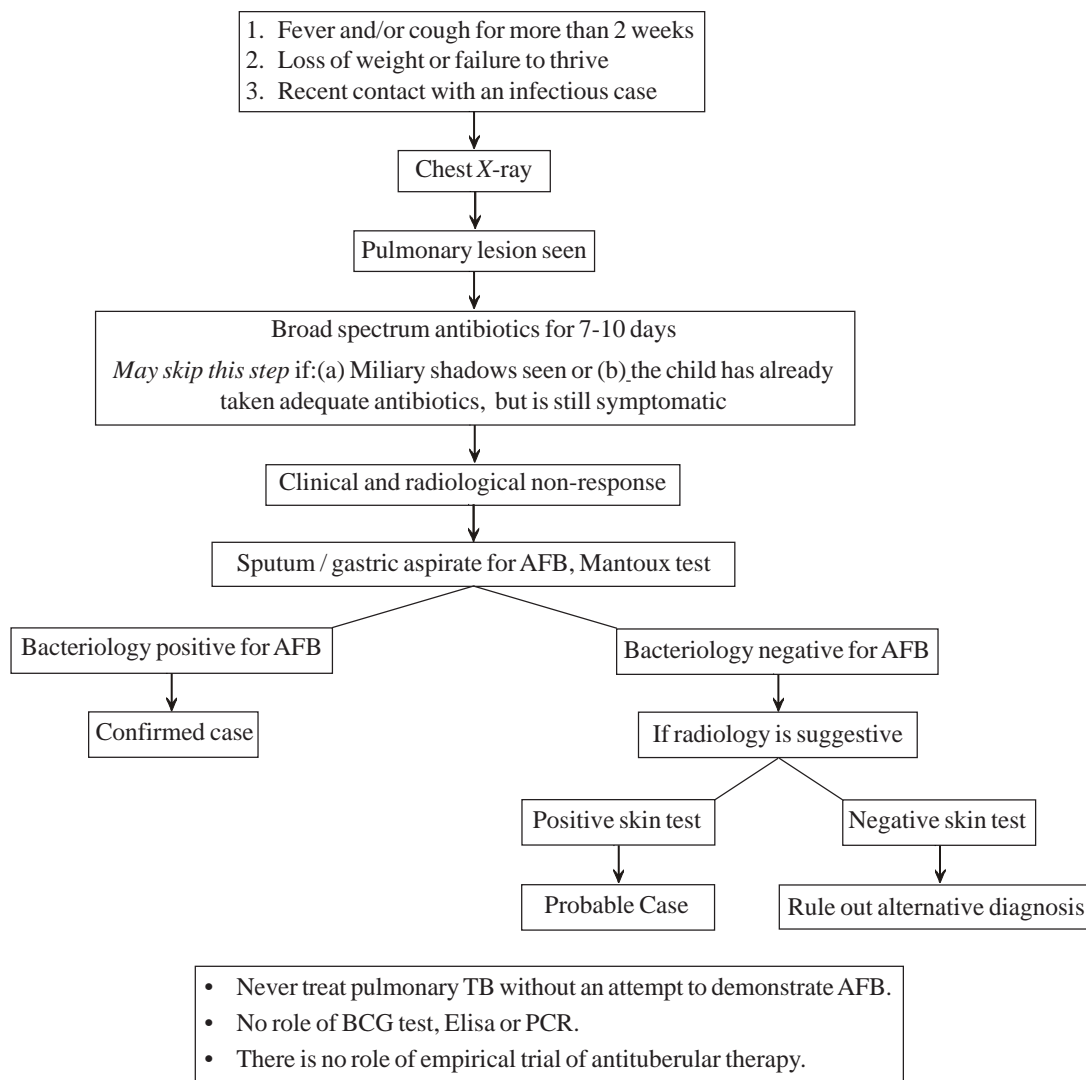 1. Fever and/or cough for more than 2 weeks
2. Loss of weight or failure to thrive
3. Recent contact with an infectious case
Chest X-ray
Pulmonary lesion seen
Broad spectrum antibiotics for 7-10 days
May skip this step if:(a) Miliary shadows seen or (b) the child has already
taken adequate antibiotics, but is still symptomatic
Clinical and radiological non-response
Sputum / gastric aspirate for AFB, Mantoux test
Bacteriology positive for AFB
Bacteriology negative for AFB
Confirmed case
If radiology is suggestive
Positive skin test
Negative skin test
Probable Case
Rule out alternative diagnosis
• Never treat pulmonary TB without an attempt to demonstrate AFB.
• No role of BCG test, Elisa or PCR.
• There is no role of empirical trial of antituberular therapy.